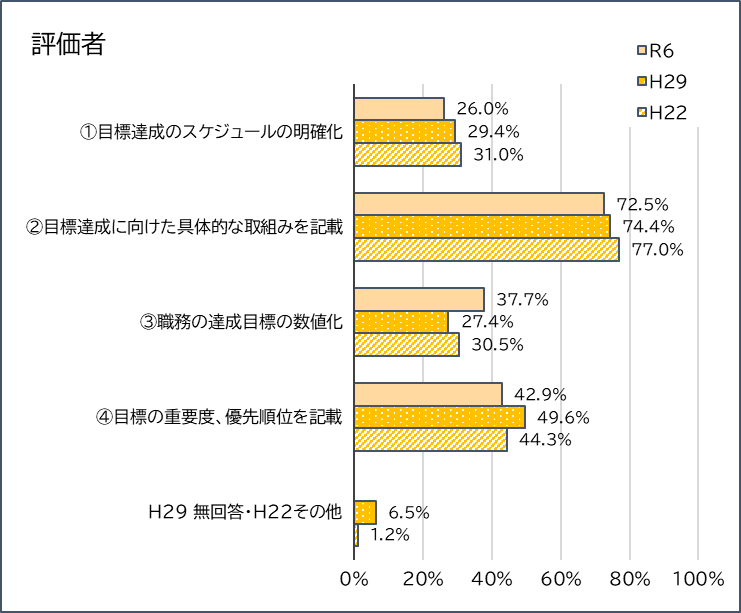 評価者
R6
H29
H22
①目標達成のスケジュールの明確化
26.0%
29.4%
31.0%
②目標達成に向けた具体的な取組みを記載
72.5%
74.4%
77.0%
③職務の達成目標の数値化
37.7%
27.4%
30.5%
④目標の重要度、優先順位を記載
42.9%
49.6%
44.3%
H29 無回答・H22その他
6.5%
1.2%
0% 20% 40% 60% 80% 100%